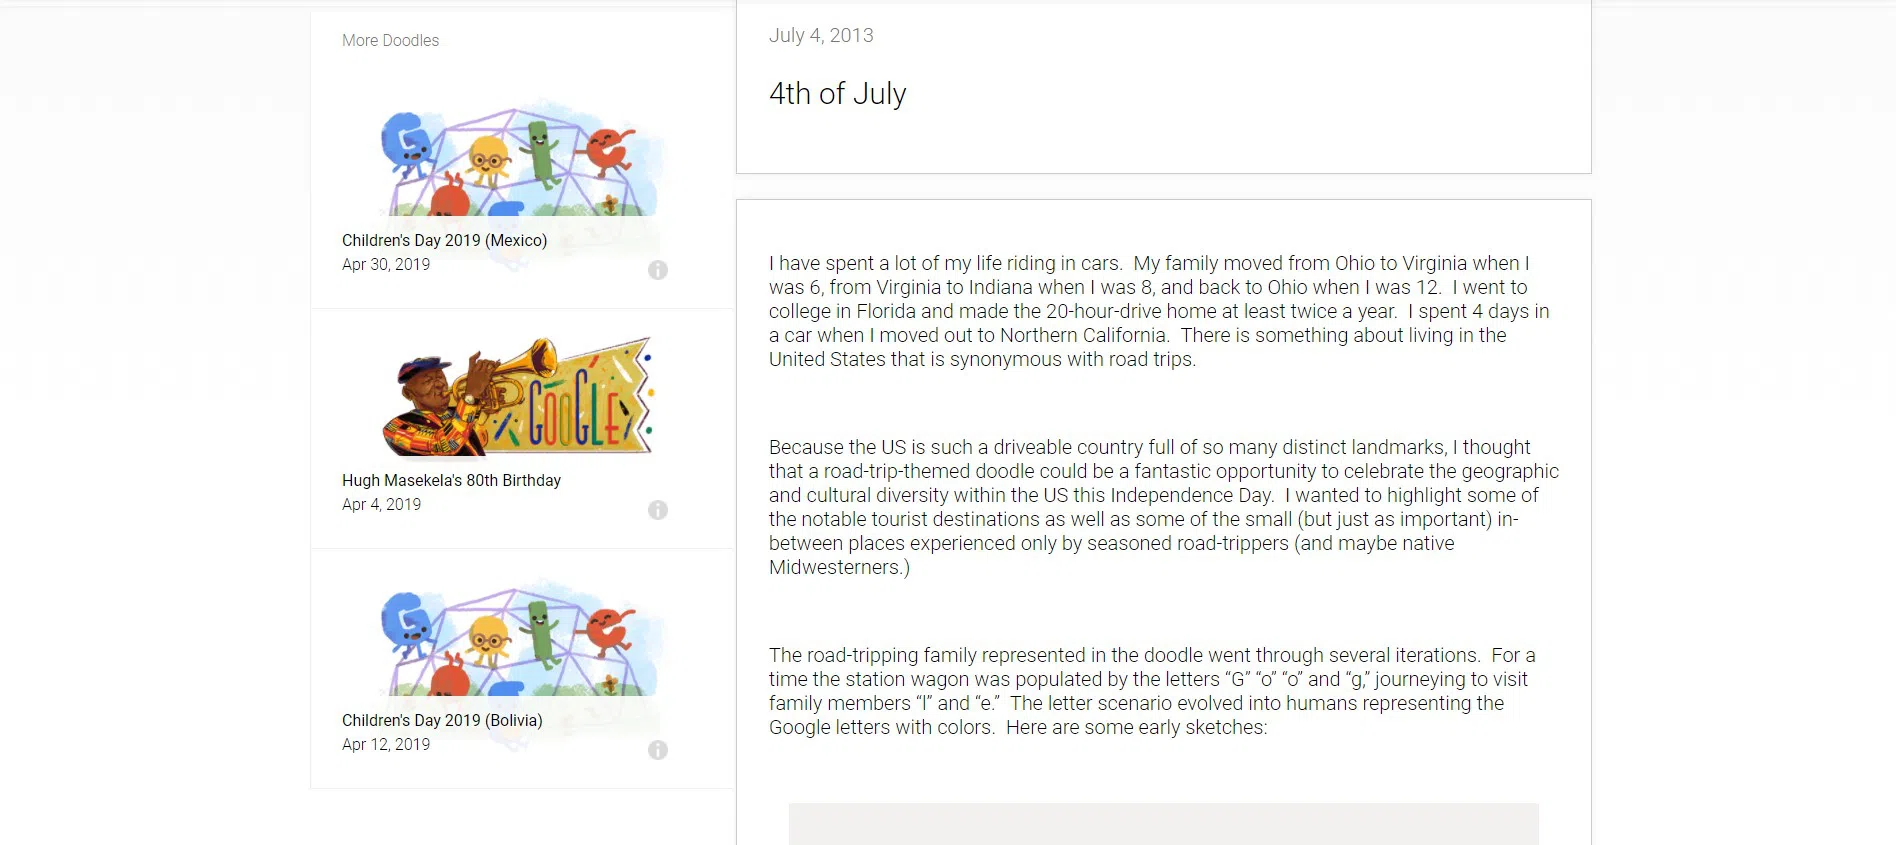 More Doodles
Children's Day 2019 (Mexico)
Apr 30, 2019
GOOGLE
Hugh Masekela's 80th Birthday
Apr 4, 2019
Children's Day 2019 (Bolivia)
Apr 12, 2019
July 4, 2013
4th of July
I have spent a lot of my life riding in cars.  My family moved from Ohio to Virginia when I
was 6, from Virginia to Indiana when I was 8, and back to Ohio when I was 12.  I went to
college in Florida and made the 20-hour-drive home at least twice a year.  I spent 4 days in
a car when I moved out to Northern California.  There is something about living in the
United States that is synonymous with road trips.
Because the US is such a driveable country full of so many distinct landmarks, I thought
that a road-trip-themed doodle could be a fantastic opportunity to celebrate the geographic
and cultural diversity within the US this Independence Day.  I wanted to highlight some of
the notable tourist destinations as well as some of the small (but just as important) in-
between places experienced only by seasoned road-trippers (and maybe native
Midwesterners.)
The road-tripping family represented in the doodle went through several iterations.  For a
time the station wagon was populated by the letters “G” “o” “o” and “g,” journeying to visit
family members “l” and “e.”  The letter scenario evolved into humans representing the
Google letters with colors.  Here are some early sketches: